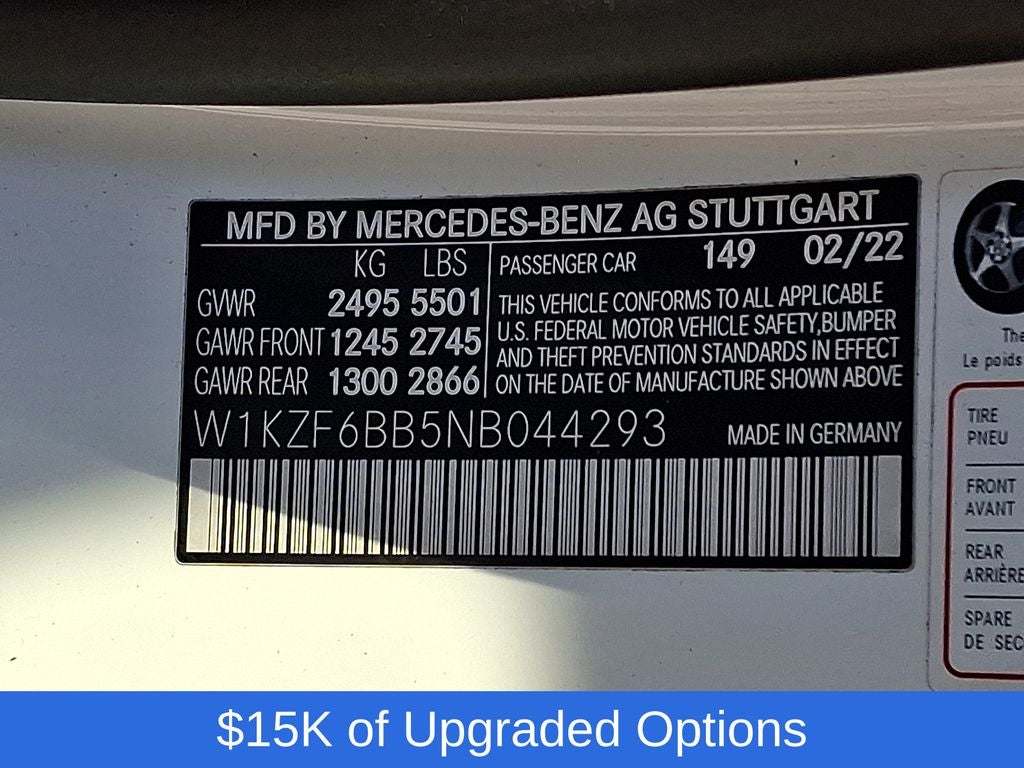 MFD BY MERCEDES-BENZ AG STUTTGART
KG LBS
GVWR 2495 5501
GAWR FRONT 1245 2745
GAWR REAR 1300 2866
PASSENGER CAR 149 02/22
THIS VEHICLE CONFORMS TO ALL APPLICABLE
U.S. FEDERAL MOTOR VEHICLE SAFETY,BUMPER
AND THEFT PREVENTION STANDARDS IN EFFECT
ON THE DATE OF MANUFACTURE SHOWN ABOVE
W1KZF6BB5NB044293 MADE IN GERMANY
The
Le poids
TIRE
PNEU
FRONT
AVANT
REAR
ARRIÈRE
SPARE
DE SEC
$15K of Upgraded Options